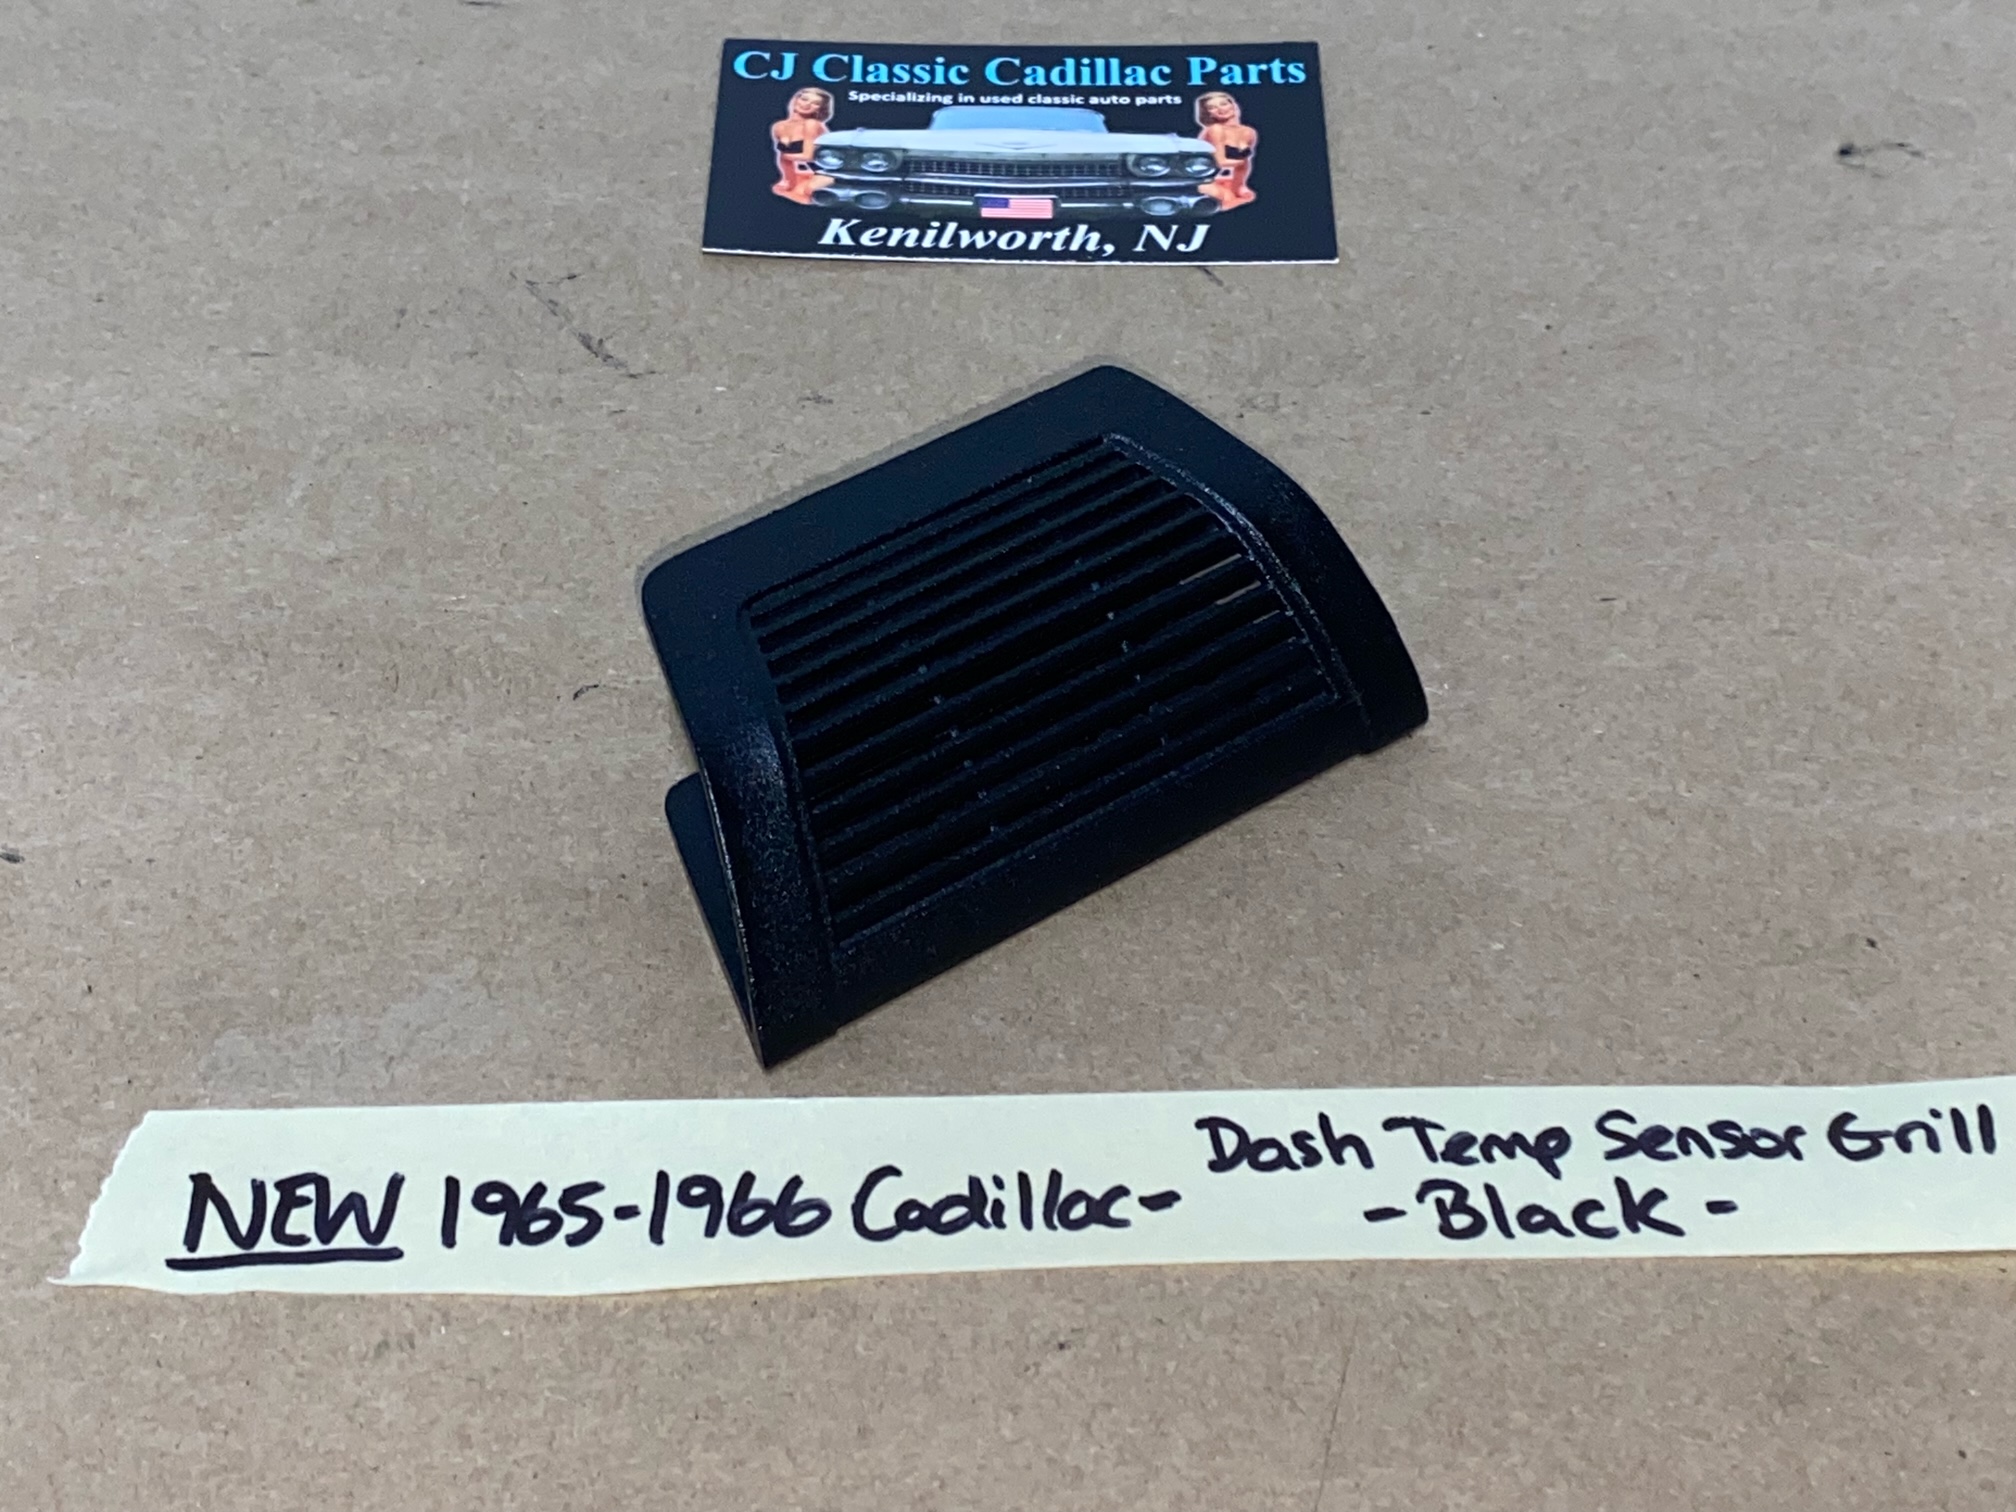 CJ Classic Cadillac Parts
Specializing in used classic auto parts
Kenilworth, NJ
NEW 1965-1966 Cadillac- Dash Temp Sensor Grill
- Black -